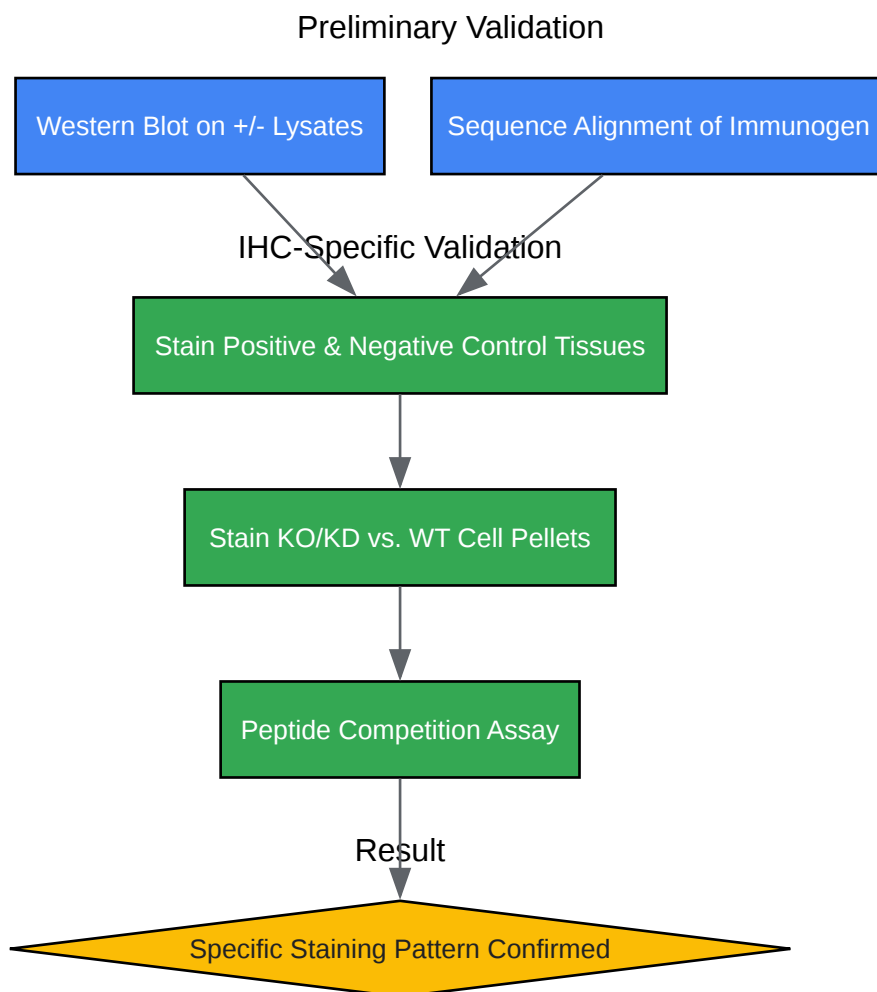 Preliminary Validation
Western Blot on +/- Lysates
Sequence Alignment of Immunogen
IHC-Specific Validation
Stain Positive & Negative Control Tissues
Stain KO/KD vs. WT Cell Pellets
Peptide Competition Assay
Result
Specific Staining Pattern Confirmed